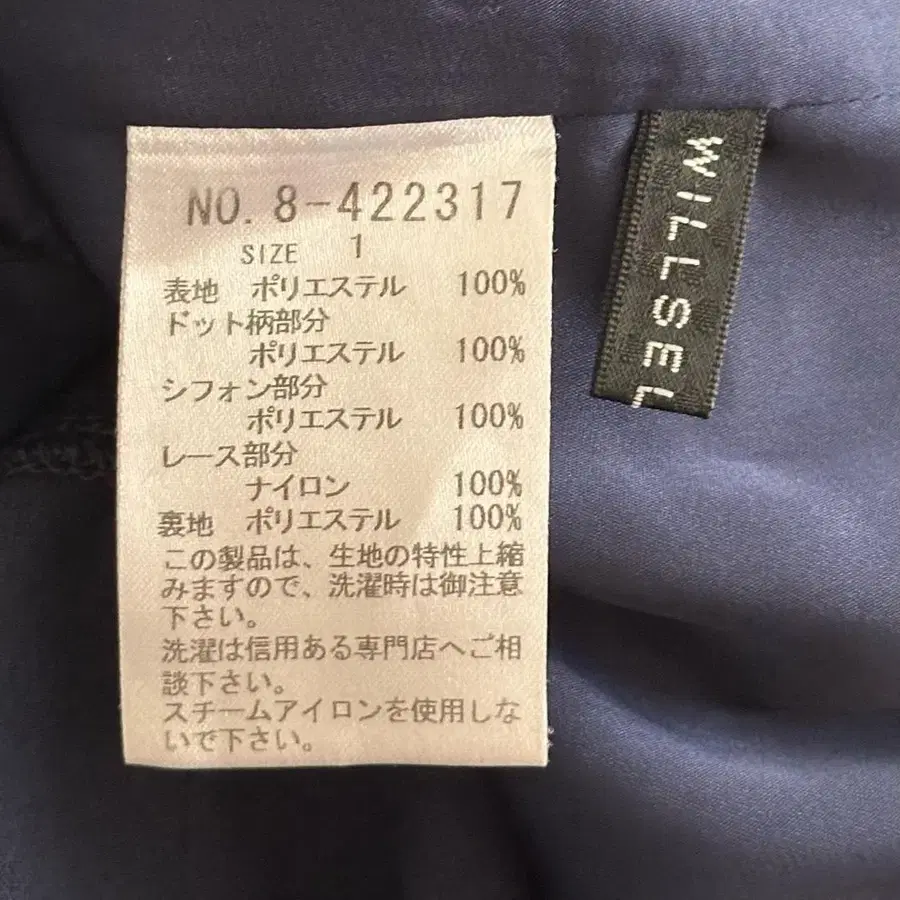 NO. 8-422317
SIZE 1
表地 ポリエステル 100%
ドット柄部分
ポリエステル 100%
シフォン部分
ポリエステル 100%
レース部分
ナイロン 100%
裏地 ポリエステル 100%
この製品は、生地の特性上縮
みますので、洗濯時は御注意
下さい。
洗濯は信用ある専門店へご相
談下さい。
スチームアイロンを使用しな
いで下さい。
WILLSEL